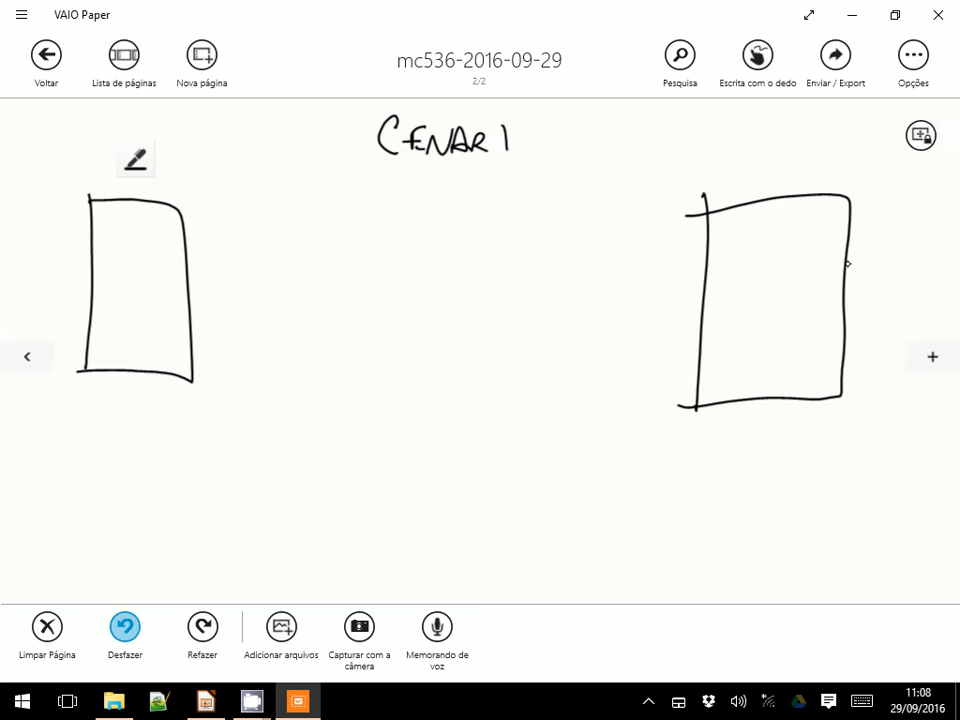 VAIO Paper
Voltar
Lista de páginas
Nova página
mc536-2016-09-29
2/2
Pesquisa
Escrita com o dedo
Enviar / Export
Opções
CENAR I
Limpar Página
Desfazer
Refazer
Adicionar arquivos
Capturar com a
câmera
Memorando de
voz
11:08
29/09/2016